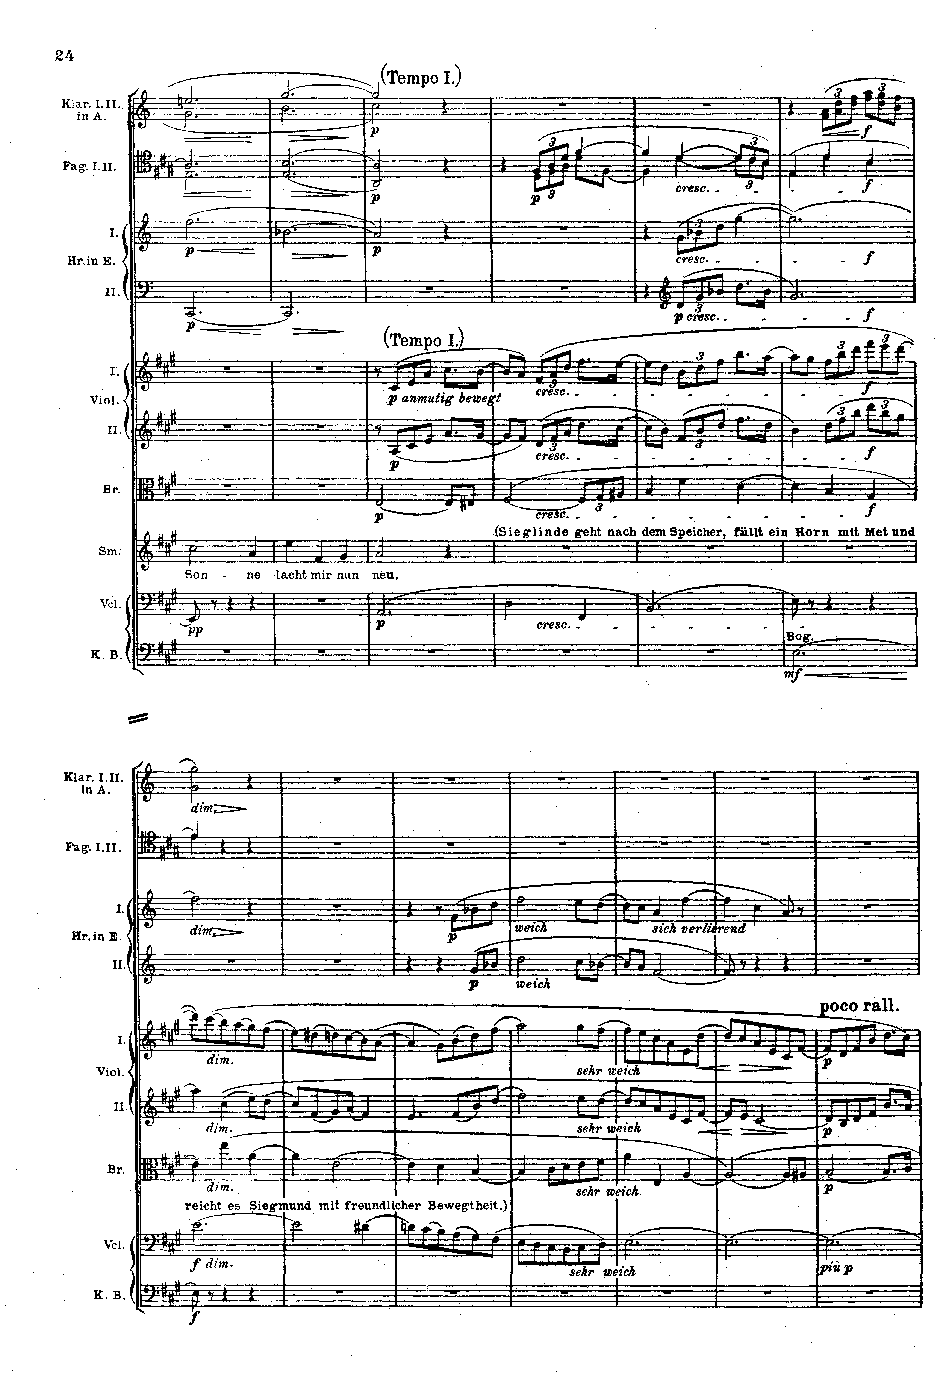 24
(Tempo I.)
Klar. I. II.
in A.
p
f
Fag. I.II.
p
p
cresc.
f
I.
p
p
cresc.
f
Hr. in E.
II.
p
p cresc.
f
(Tempo I.)
I.
p anmutig bewegt
cresc.
f
Viol.
II.
p
cresc.
f
Br.
p
cresc.
f
(Sieglinde geht nach dem Speicher, füllt ein Horn mit Met und
Sm.
Son - ne lacht mir nun neu.
Vcl.
pp
p
cresc.
K. B.
Bog.
mf
Klar. I.II.
in A.
dim.
Fag. I.II.
I.
dim.
p
weich
sich verlierend
Hr. in E.
II.
p
weich
poco rall.
I.
dim.
sehr weich
p
Viol.
II.
dim.
sehr weich
p
Br.
dim.
sehr weich
p
reicht es Siegmund mit freundlicher Bewegtheit.)
Vcl.
f dim.
sehr weich
più p
K. B.
f